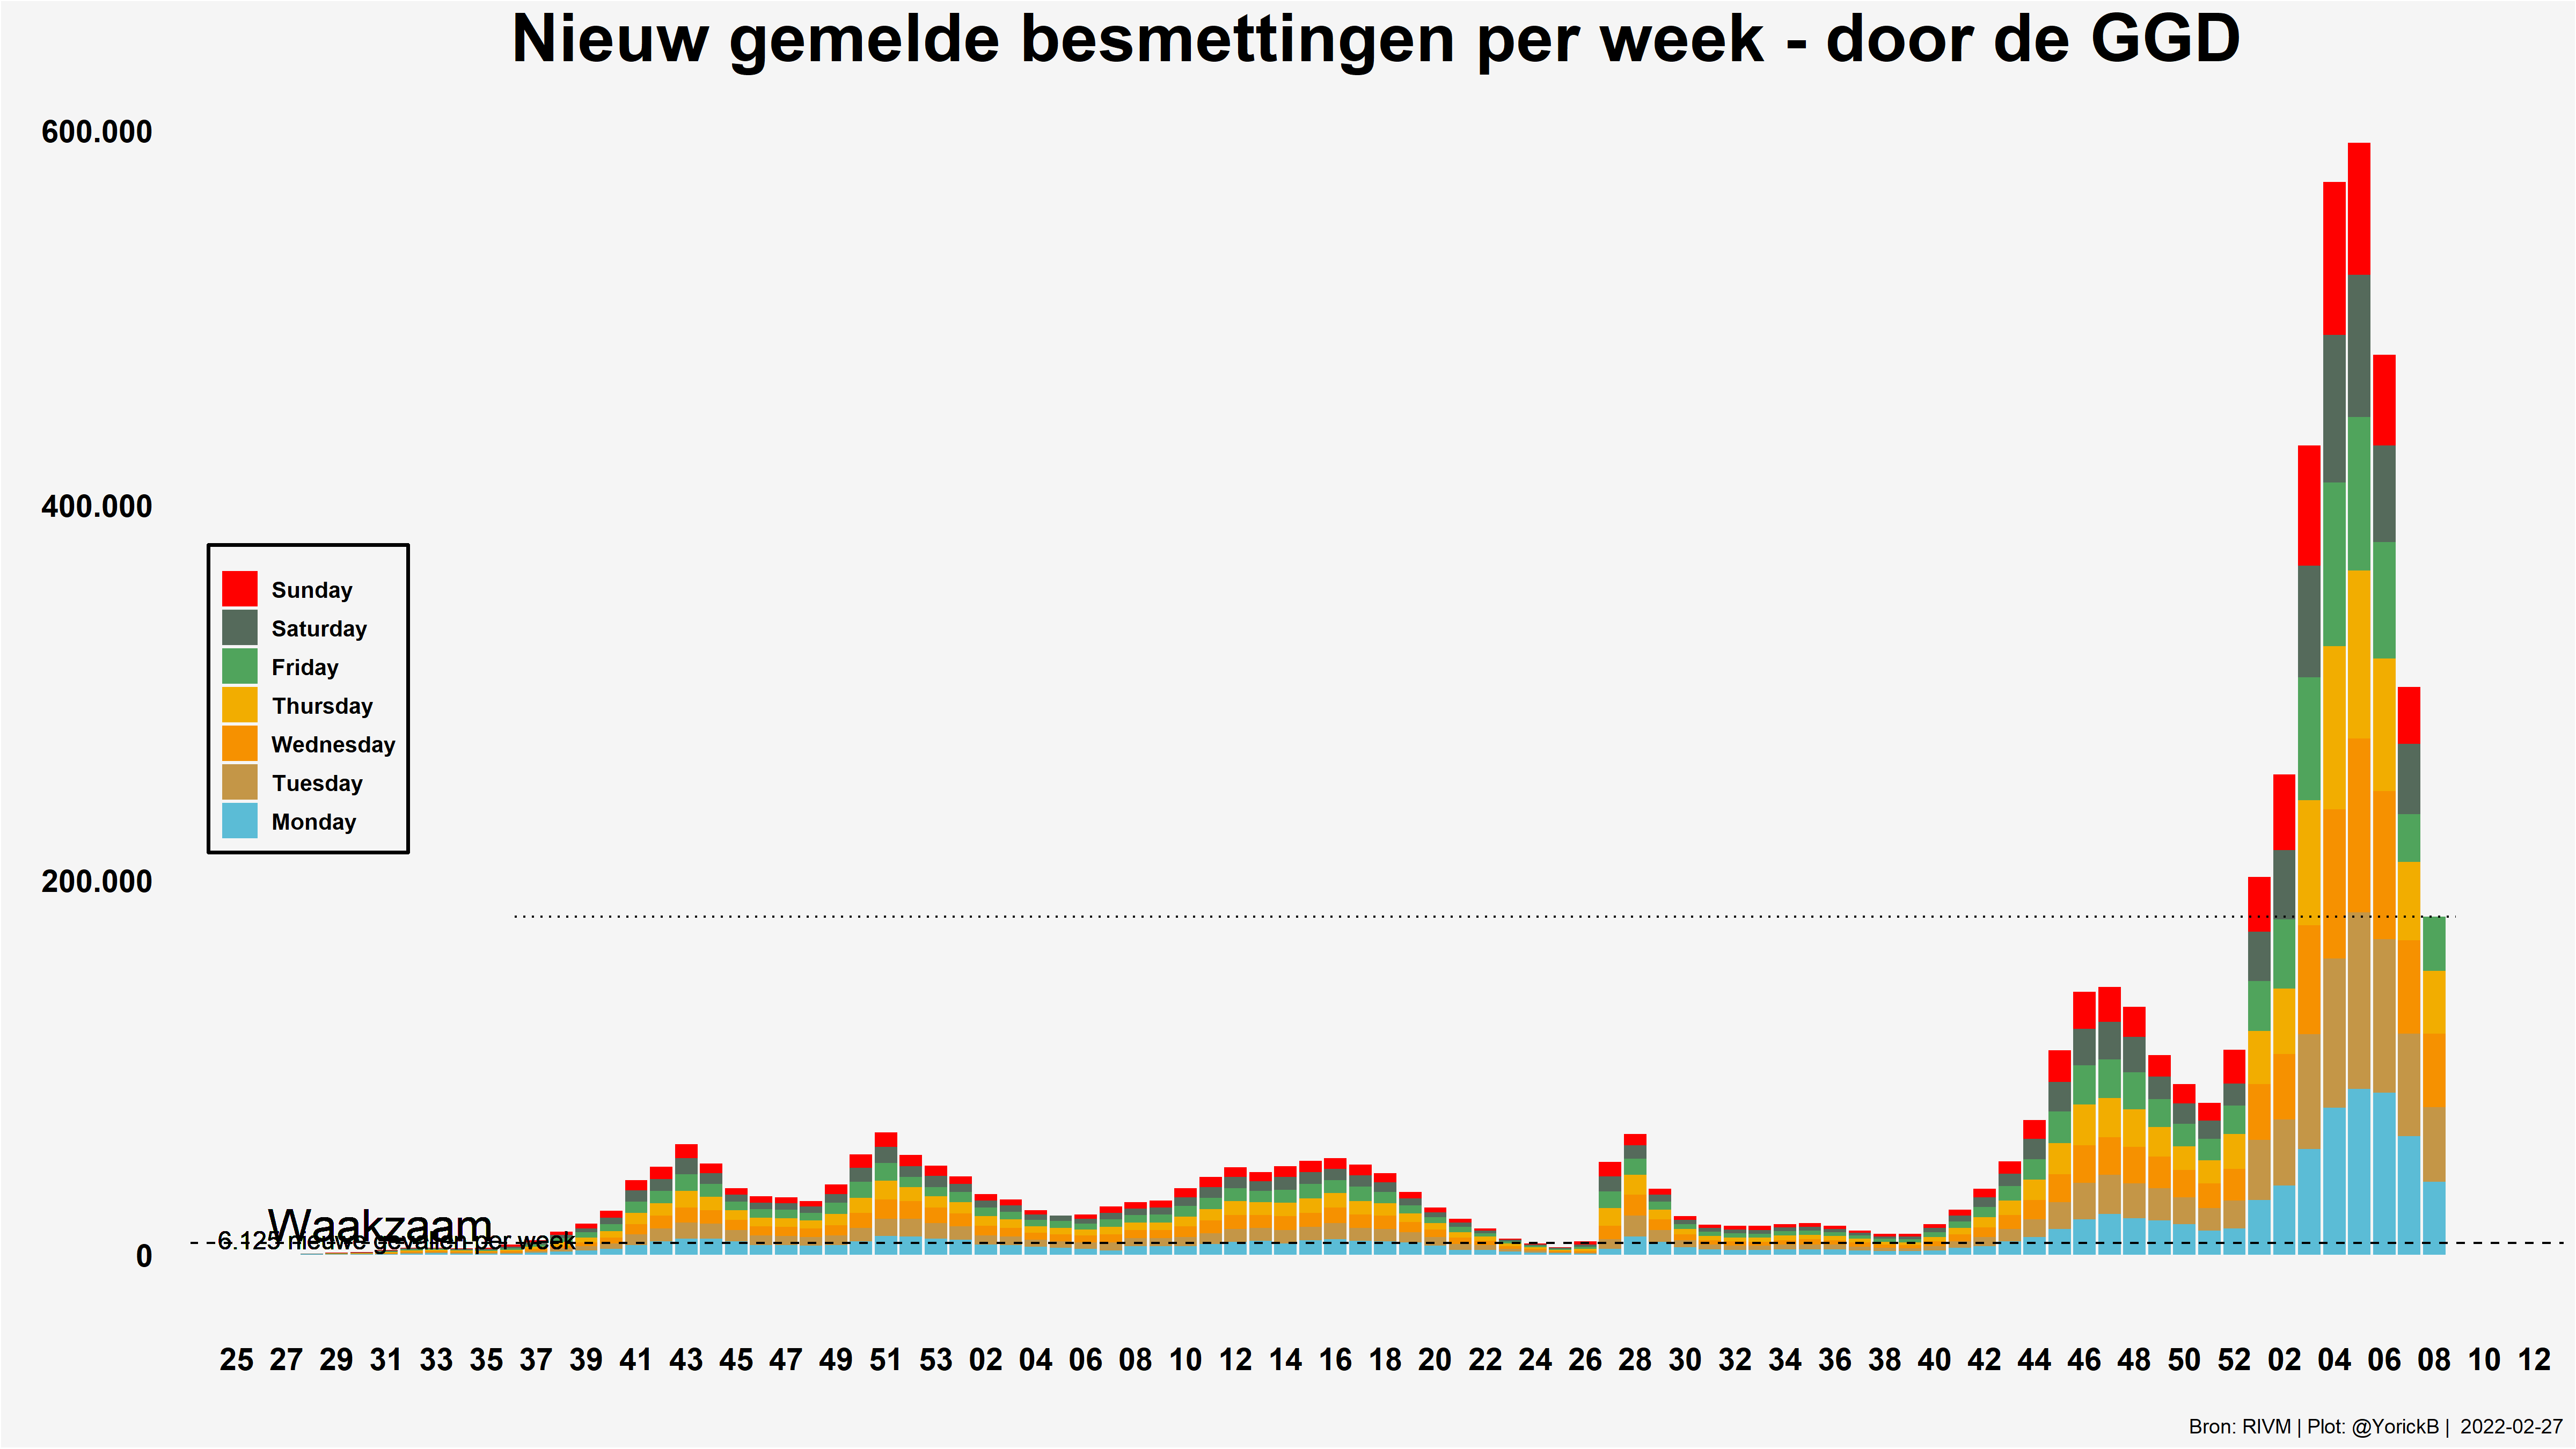 Nieuw gemelde besmettingen per week - door de GGD
600.000
400.000
200.000
0
Sunday
Saturday
Friday
Thursday
Wednesday
Tuesday
Monday
Waakzaam
6.125 nieuwe gevallen per week
25 27 29 31 33 35 37 39 41 43 45 47 49 51 53 02 04 06 08 10 12 14 16 18 20 22 24 26 28 30 32 34 36 38 40 42 44 46 48 50 52 02 04 06 08 10 12
Bron: RIVM | Plot: @YorickB | 2022-02-27